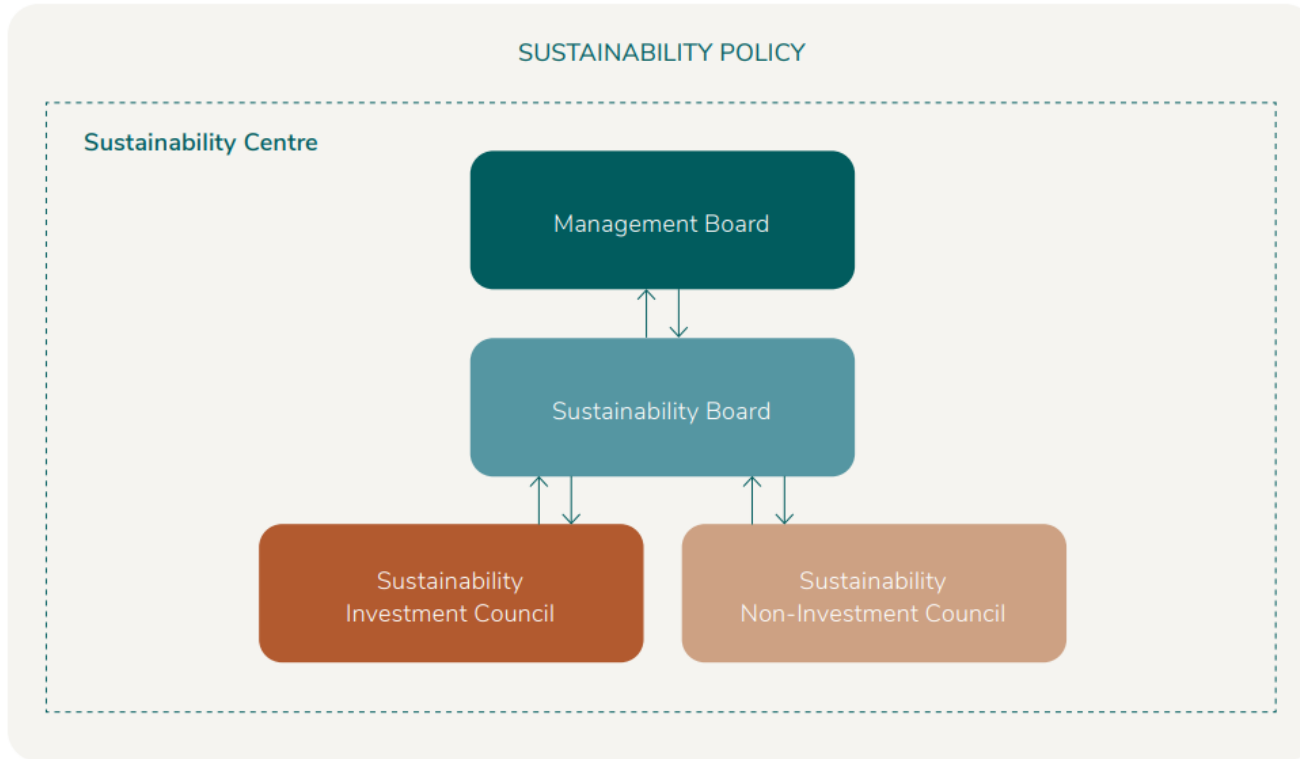 SUSTAINABILITY POLICY
Sustainability Centre
Management Board
Sustainability Board
Sustainability
Investment Council
Sustainability
Non-Investment Council